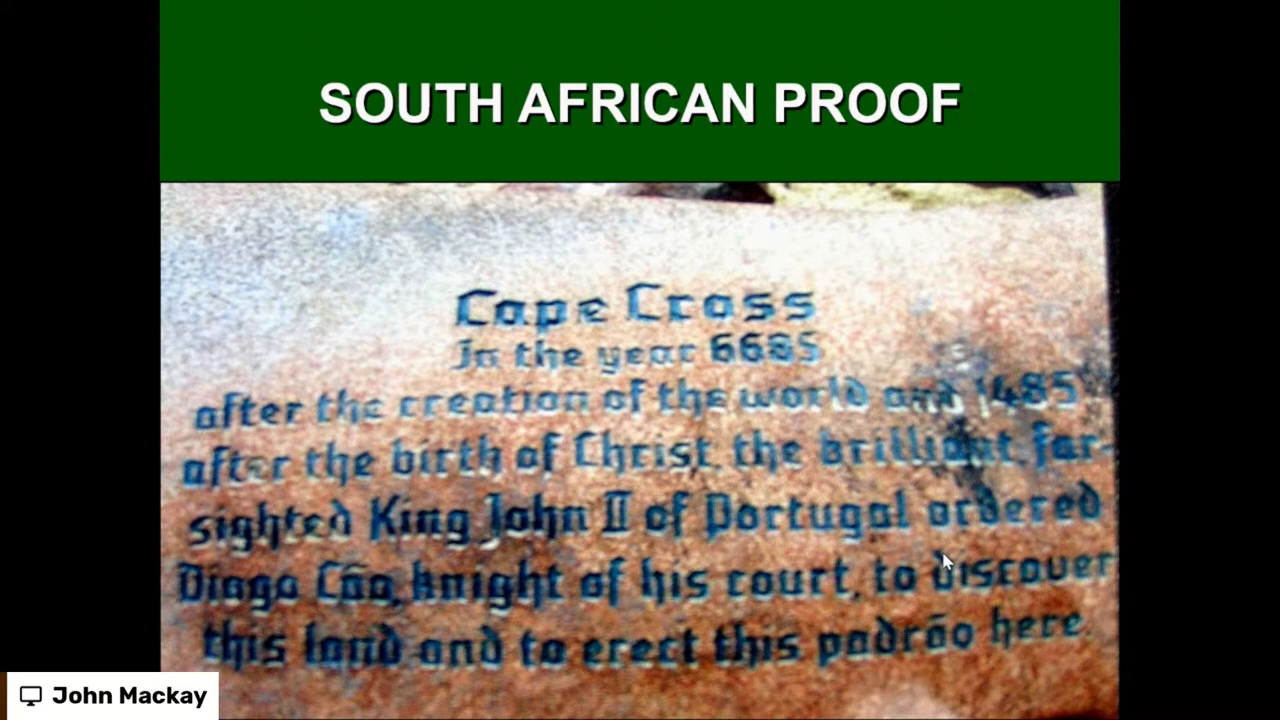 SOUTH AFRICAN PROOF
Cape Cross
In the year 6685
after the creation of the world and 1485
after the birth of Christ, the brilliant, far-
sighted King John II of Portugal ordered
Diogo Cão, knight of his court, to discover
this land and to erect this padrão here
John Mackay